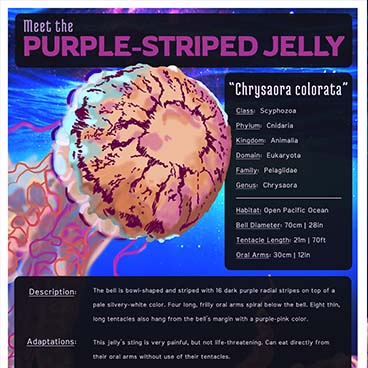 Meet the
PURPLE-STRIPED JELLY
"Chrysaora colorata"
Class: Scyphozoa
Phylum: Cnidaria
Kingdom: Animalia
Domain: Eukaryota
Family: Pelagiidae
Genus: Chrysaora
Habitat: Open Pacific Ocean
Bell Diameter: 70cm | 28in
Tentacle Length: 21m | 70ft
Oral Arms: 30cm | 12in
Description: The bell is bowl-shaped and striped with 16 dark purple radial stripes on top of a
pale silvery-white color. Four long, frilly oral arms spiral below the bell. Eight thin,
long tentacles also hang from the bell's margin with a purple-pink color.
Adaptations: This jelly's sting is very painful, but not life-threatening. Can eat directly from
their oral arms without use of their tentacles.